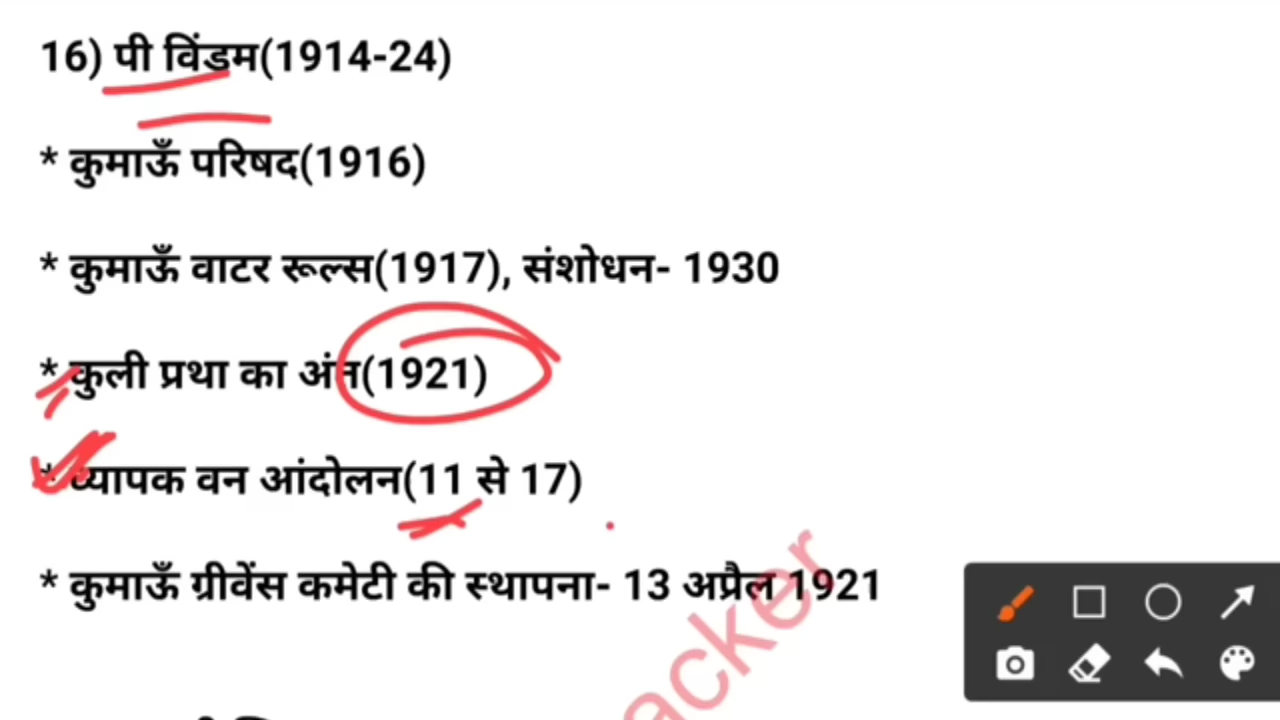 16) पी विंडम(1914-24)
* कुमाऊँ परिषद(1916)
* कुमाऊँ वाटर रूल्स(1917), संशोधन- 1930
* कुली प्रथा का अंत(1921)
* व्यापक वन आंदोलन(11 से 17)
* कुमाऊँ ग्रीवेंस कमेटी की स्थापना- 13 अप्रैल 1921
acker